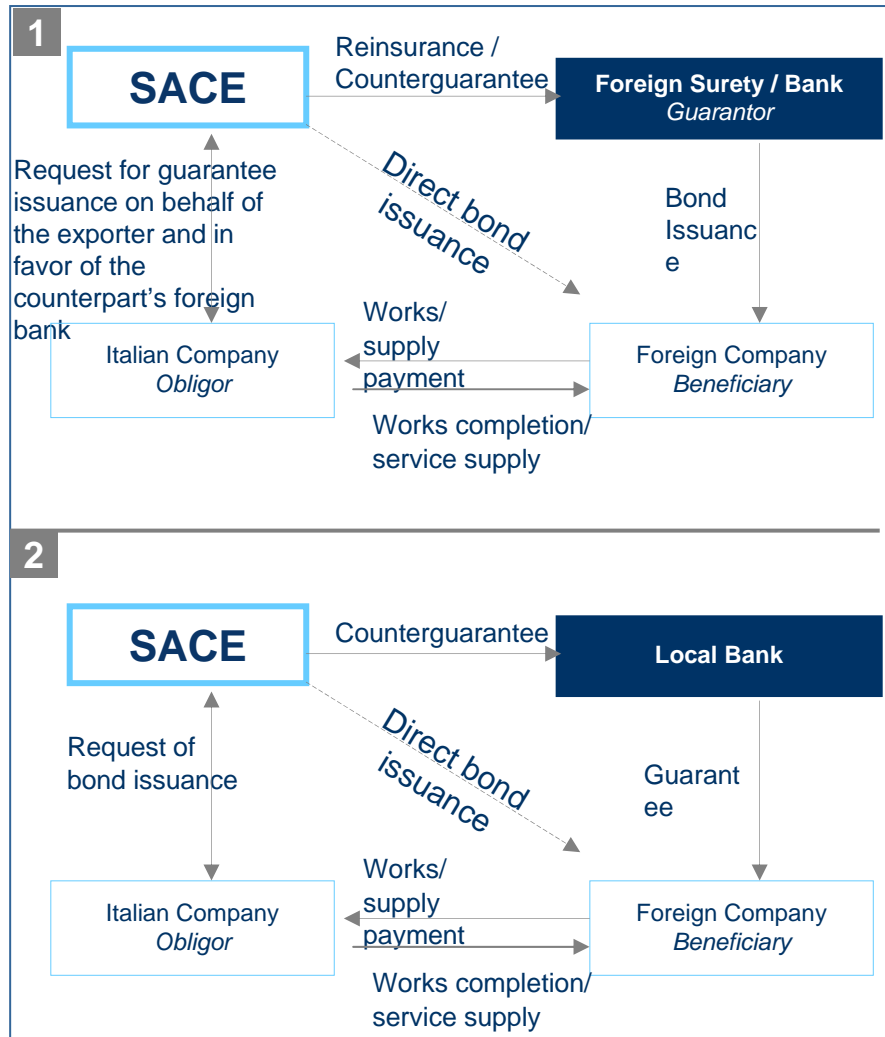 1
SACE
Reinsurance /
Counterguarantee
Foreign Surety / Bank
Guarantor
Request for guarantee
issuance on behalf of
the exporter and in
favor of the
counterpart's foreign
bank
Direct bond
issuance
Bond
Issuanc
e
Italian Company
Obligor
Works/
supply
payment
Foreign Company
Beneficiary
Works completion/
service supply
2
SACE
Counterguarantee
Local Bank
Request of
bond issuance
Direct bond
issuance
Guarant
ee
Italian Company
Obligor
Works/
supply
payment
Foreign Company
Beneficiary
Works completion/
service supply